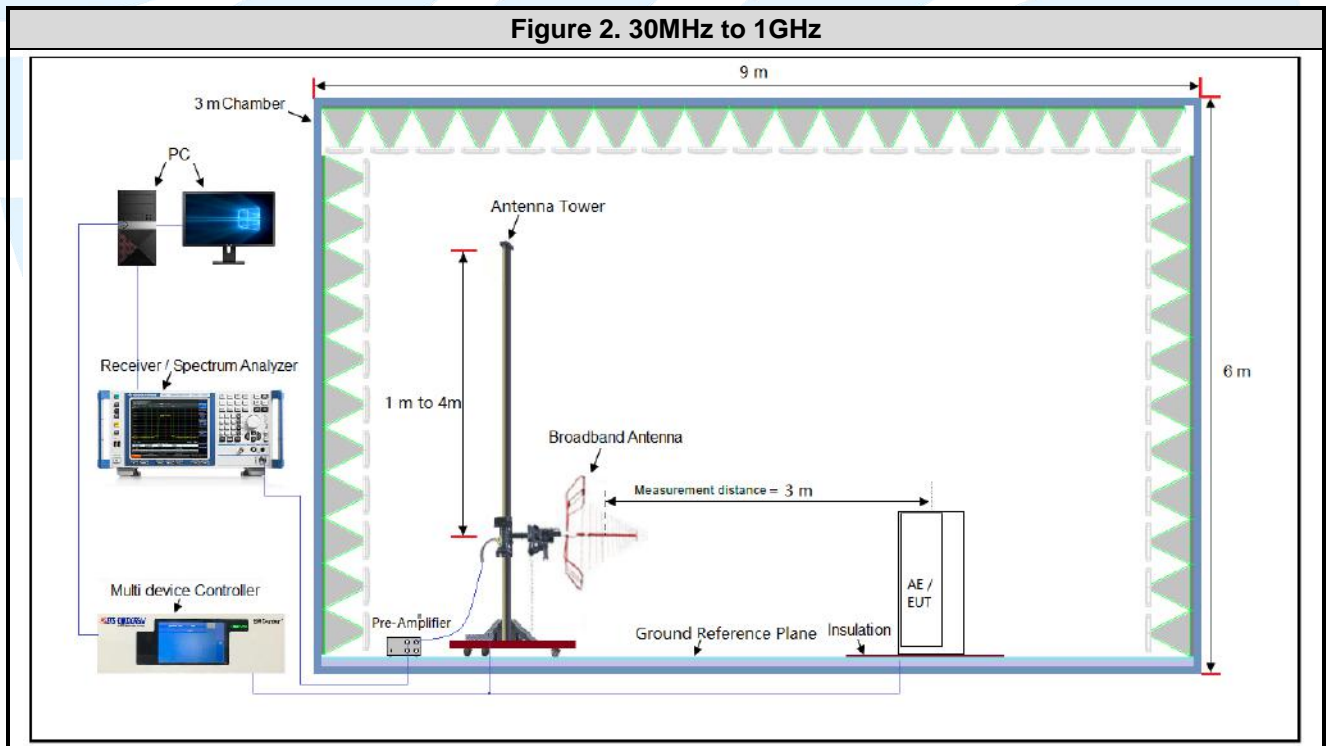 Figure 2. 30MHz to 1GHz
9 m
3 m Chamber
PC
Antenna Tower
Receiver / Spectrum Analyzer
1 m to 4m
6 m
Broadband Antenna
Measurement distance = 3 m
Multi device Controller
AE /
EUT
Pre-Amplifier
Ground Reference Plane
Insulation